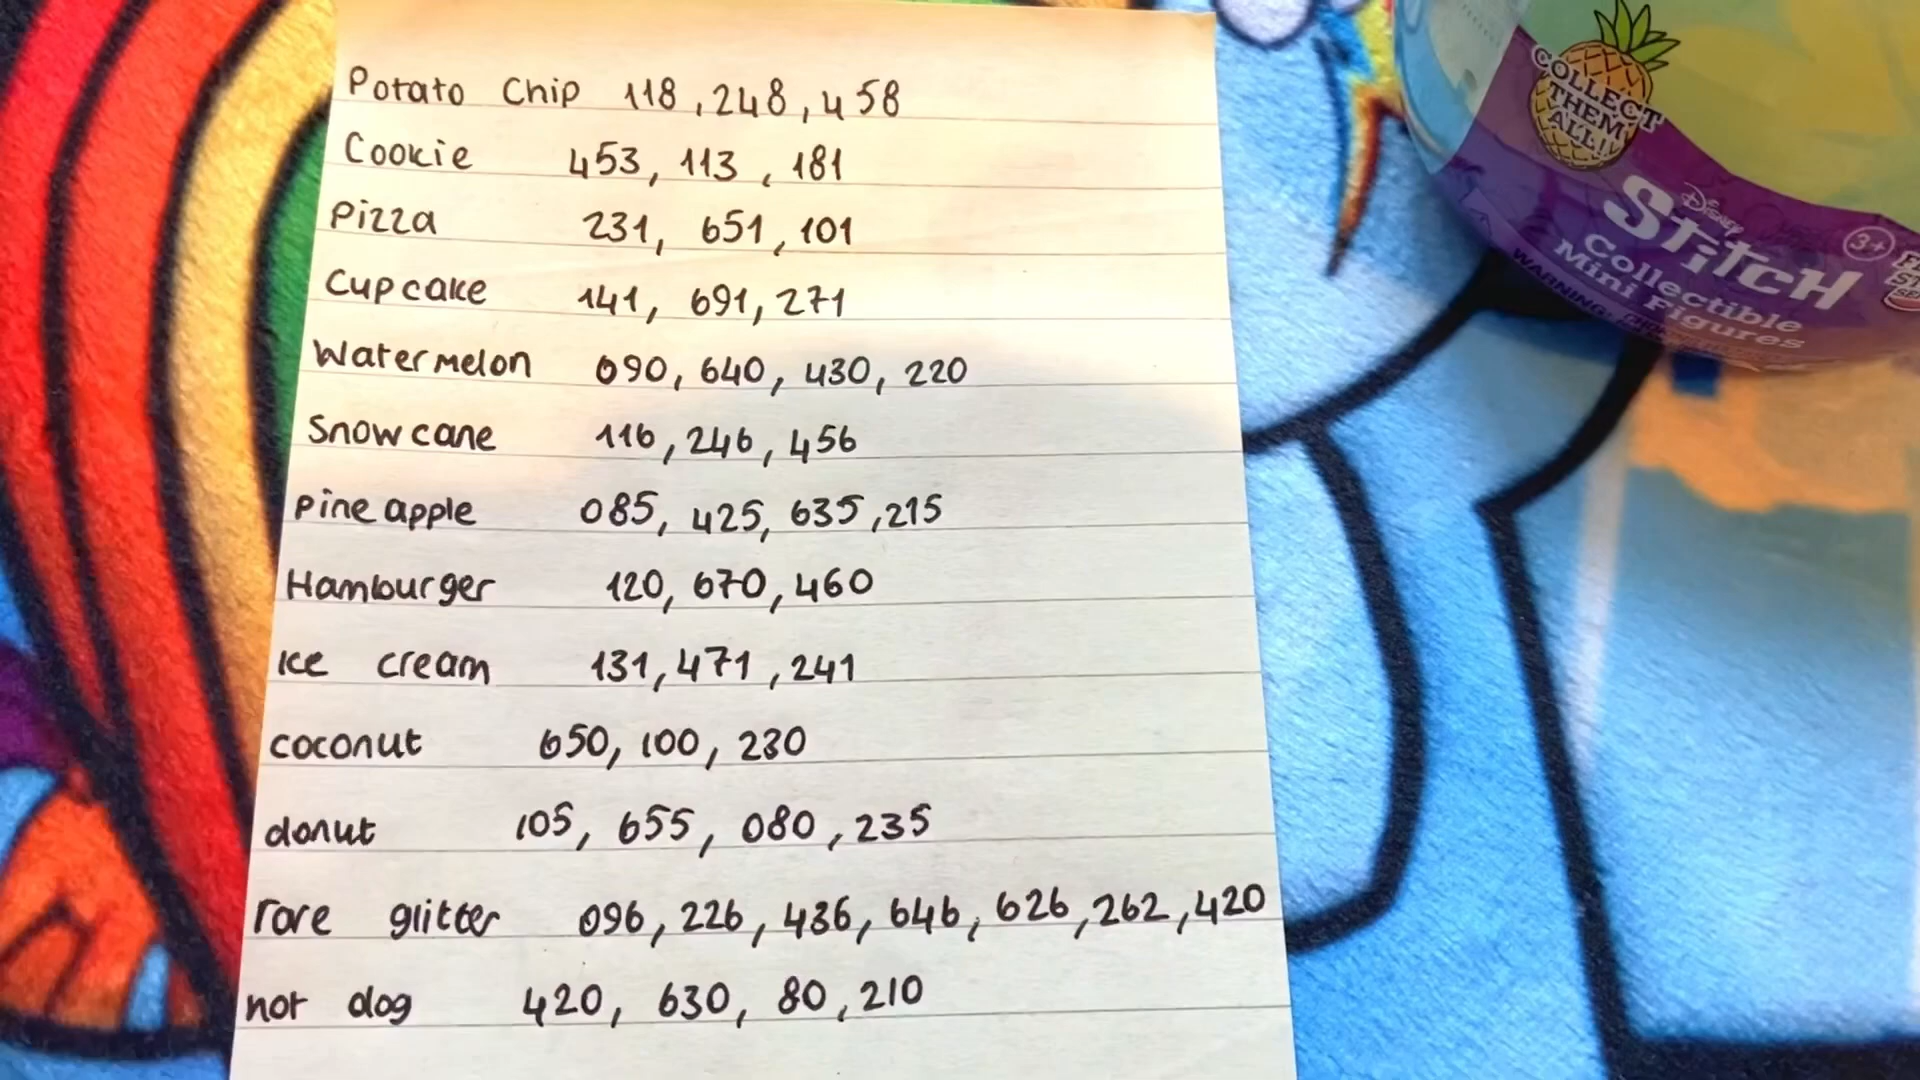 Potato Chip 118, 248, 458
Cookie 453, 113, 181
Pizza 231, 651, 101
Cupcake 141, 691, 271
Watermelon 090, 640, 430, 220
Snow cane 116, 246, 456
Pine apple 085, 425, 635, 215
Hamburger 120, 670, 460
Ice cream 131, 471, 241
coconut 650, 100, 230
donut 105, 655, 080, 235
rare glitter 096, 226, 436, 646, 626, 262, 420
hot dog 420, 630, 80, 210
COLLECT
THEM
ALL!
Disney
Stitch
3+
Collectible
Mini Figures
WARNING: